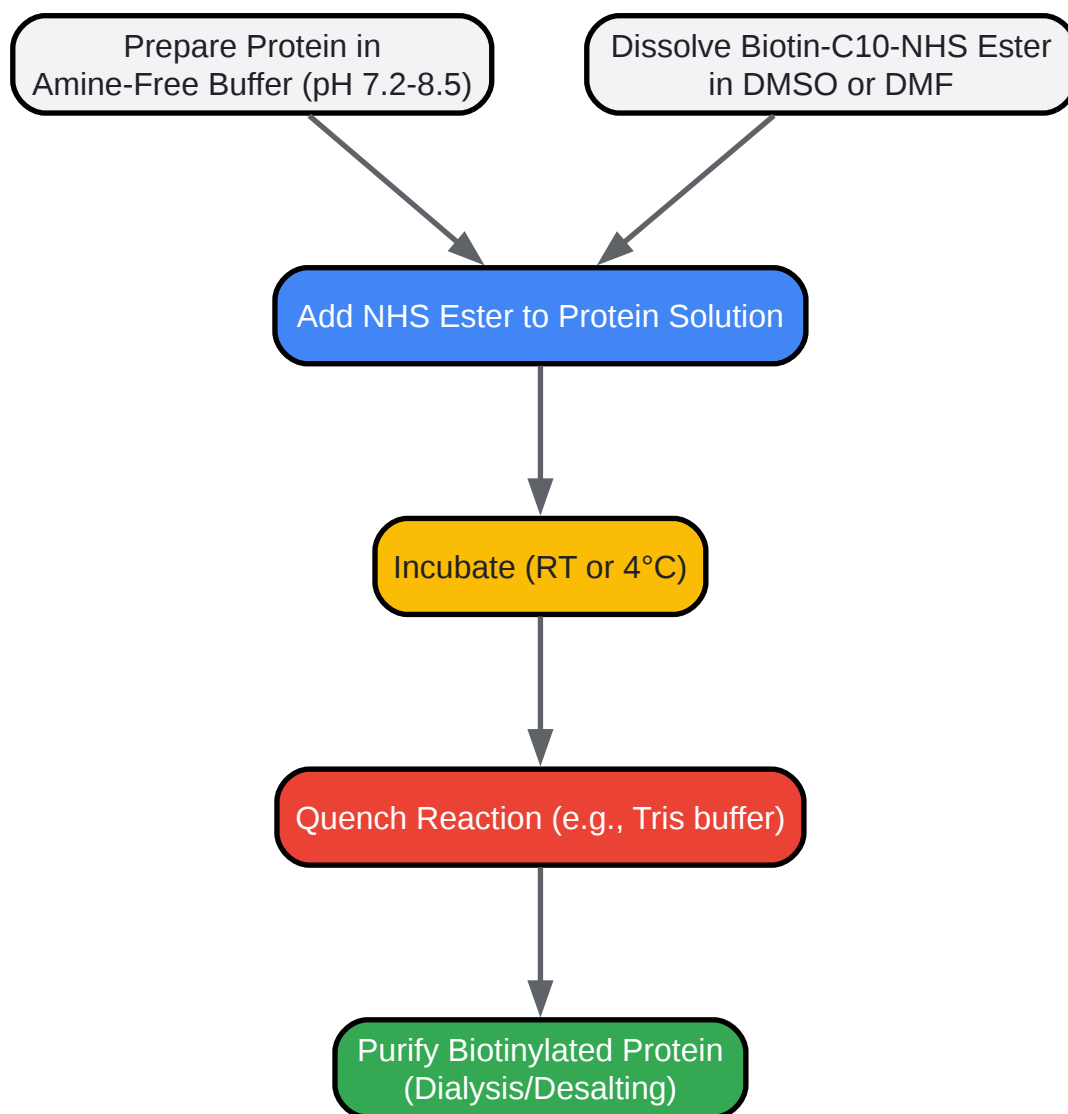 Prepare Protein in
Amine-Free Buffer (pH 7.2-8.5)
Dissolve Biotin-C10-NHS Ester
in DMSO or DMF
Add NHS Ester to Protein Solution
Incubate (RT or 4°C)
Quench Reaction (e.g., Tris buffer)
Purify Biotinylated Protein
(Dialysis/Desalting)